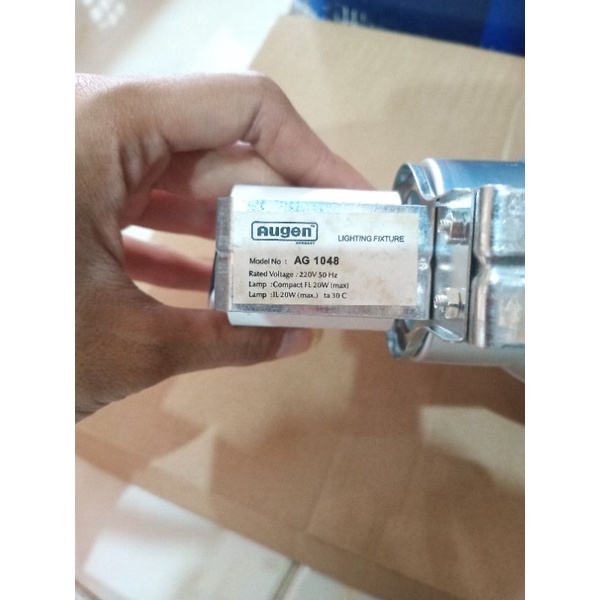 Augen
GERMANY
LIGHTING FIXTURE
Model No : AG 1048
Rated Voltage : 220V 50 Hz
Lamp :Compact FL 20W (max)
Lamp :IL 20W (max.) ta 30 C